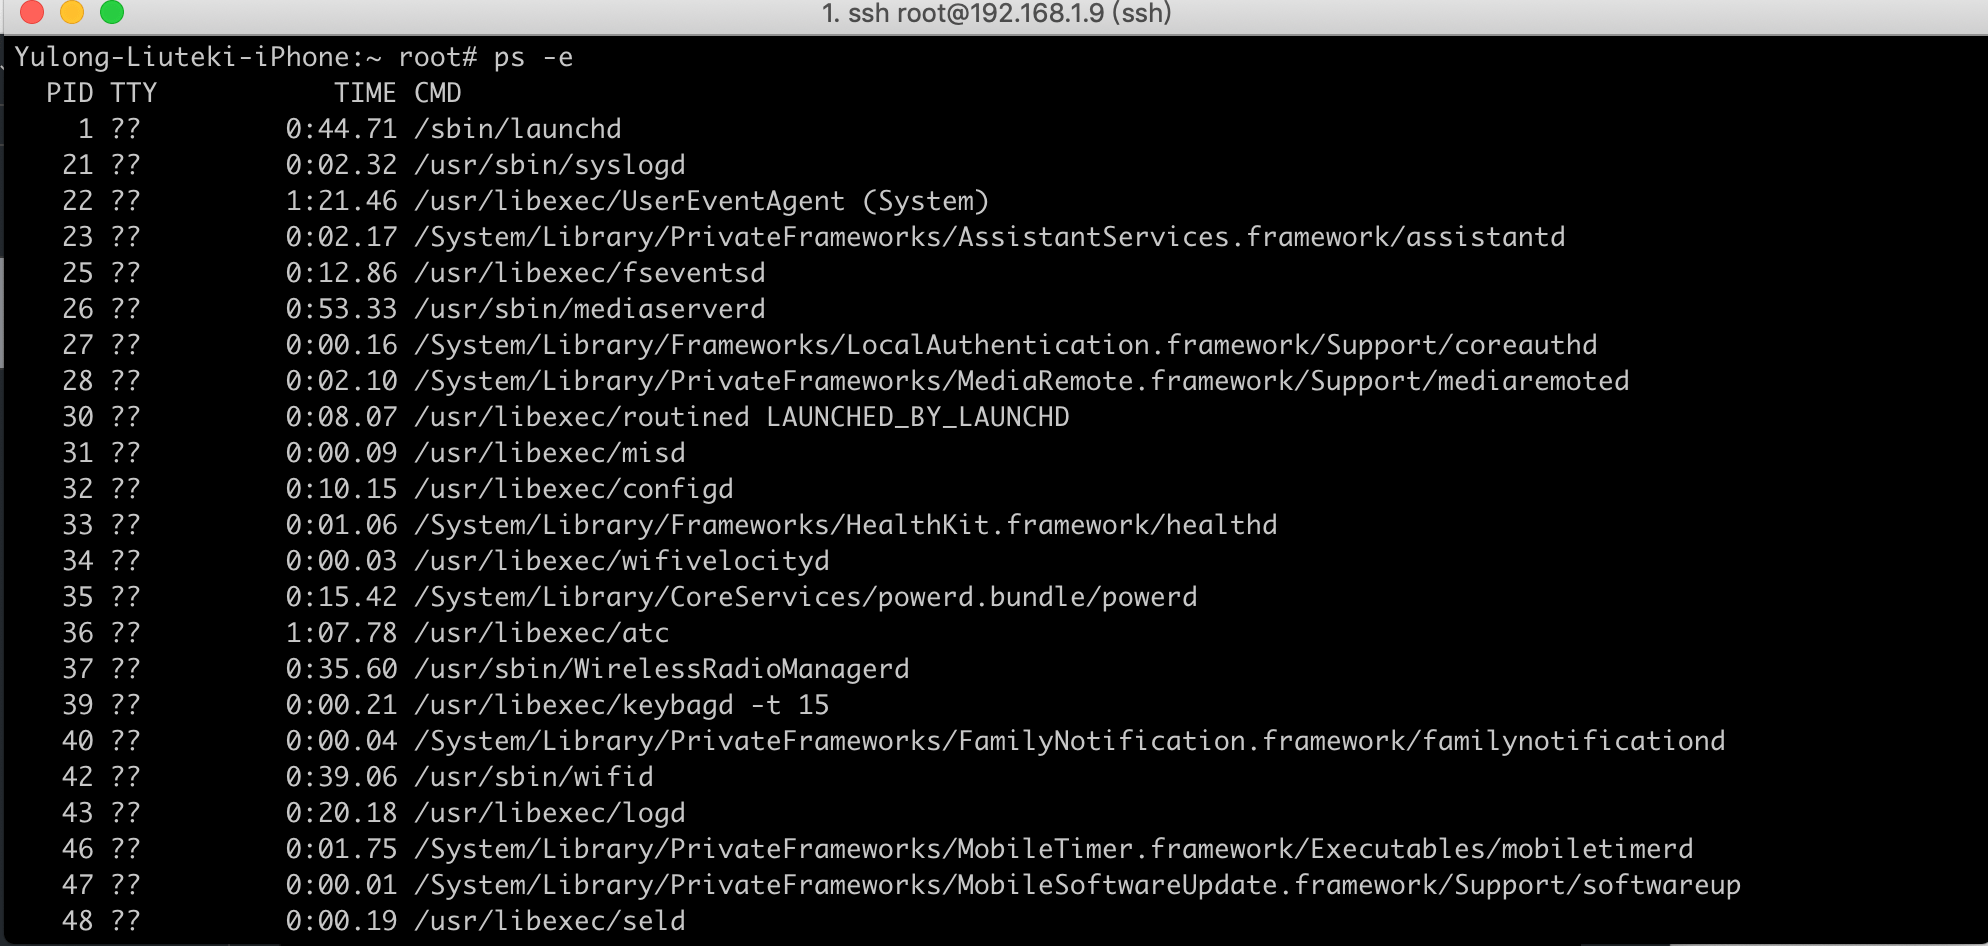 1. ssh root@192.168.1.9 (ssh)
Yulong-Liuteki-iPhone:~ root# ps -e
  PID TTY           TIME CMD
    1 ??         0:44.71 /sbin/launchd
   21 ??         0:02.32 /usr/sbin/syslogd
   22 ??         1:21.46 /usr/libexec/UserEventAgent (System)
   23 ??         0:02.17 /System/Library/PrivateFrameworks/AssistantServices.framework/assistantd
   25 ??         0:12.86 /usr/libexec/fseventsd
   26 ??         0:53.33 /usr/sbin/mediaserverd
   27 ??         0:00.16 /System/Library/Frameworks/LocalAuthentication.framework/Support/coreauthd
   28 ??         0:02.10 /System/Library/PrivateFrameworks/MediaRemote.framework/Support/mediaremoted
   30 ??         0:08.07 /usr/libexec/routined LAUNCHED_BY_LAUNCHD
   31 ??         0:00.09 /usr/libexec/misd
   32 ??         0:10.15 /usr/libexec/configd
   33 ??         0:01.06 /System/Library/Frameworks/HealthKit.framework/healthd
   34 ??         0:00.03 /usr/libexec/wifivelocityd
   35 ??         0:15.42 /System/Library/CoreServices/powerd.bundle/powerd
   36 ??         1:07.78 /usr/libexec/atc
   37 ??         0:35.60 /usr/sbin/WirelessRadioManagerd
   39 ??         0:00.21 /usr/libexec/keybagd -t 15
   40 ??         0:00.04 /System/Library/PrivateFrameworks/FamilyNotification.framework/familynotificationd
   42 ??         0:39.06 /usr/sbin/wifid
   43 ??         0:20.18 /usr/libexec/logd
   46 ??         0:01.75 /System/Library/PrivateFrameworks/MobileTimer.framework/Executables/mobiletimerd
   47 ??         0:00.01 /System/Library/PrivateFrameworks/MobileSoftwareUpdate.framework/Support/softwareup
   48 ??         0:00.19 /usr/libexec/seld